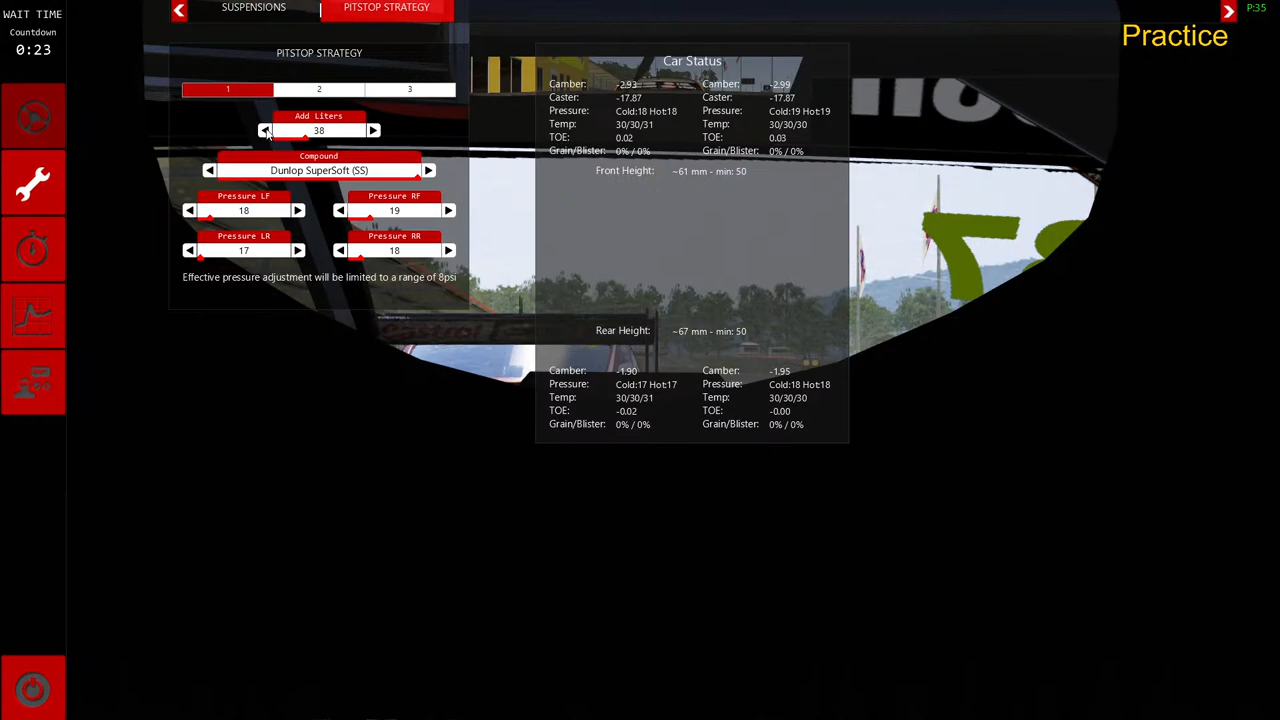 WAIT TIME
Countdown
0:23
SUSPENSIONS
PITSTOP STRATEGY
P:35
Practice
PITSTOP STRATEGY
1 2 3
Add Liters
38
Compound
Dunlop SuperSoft (SS)
Pressure LF
18
Pressure RF
19
Pressure LR
17
Pressure RR
18
Effective pressure adjustment will be limited to a range of 8psi
Car Status
Camber: -2.93 Camber: -2.99
Caster: -17.87 Caster: -17.87
Pressure: Cold:18 Hot:18 Pressure: Cold:19 Hot:19
Temp: 30/30/31 Temp: 30/30/30
TOE: 0.02 TOE: 0.03
Grain/Blister: 0% / 0% Grain/Blister: 0% / 0%
Front Height: ~61 mm - min: 50
Rear Height: ~67 mm - min: 50
Camber: -1.90 Camber: -1.95
Pressure: Cold:17 Hot:17 Pressure: Cold:18 Hot:18
Temp: 30/30/31 Temp: 30/30/30
TOE: -0.02 TOE: -0.00
Grain/Blister: 0% / 0% Grain/Blister: 0% / 0%